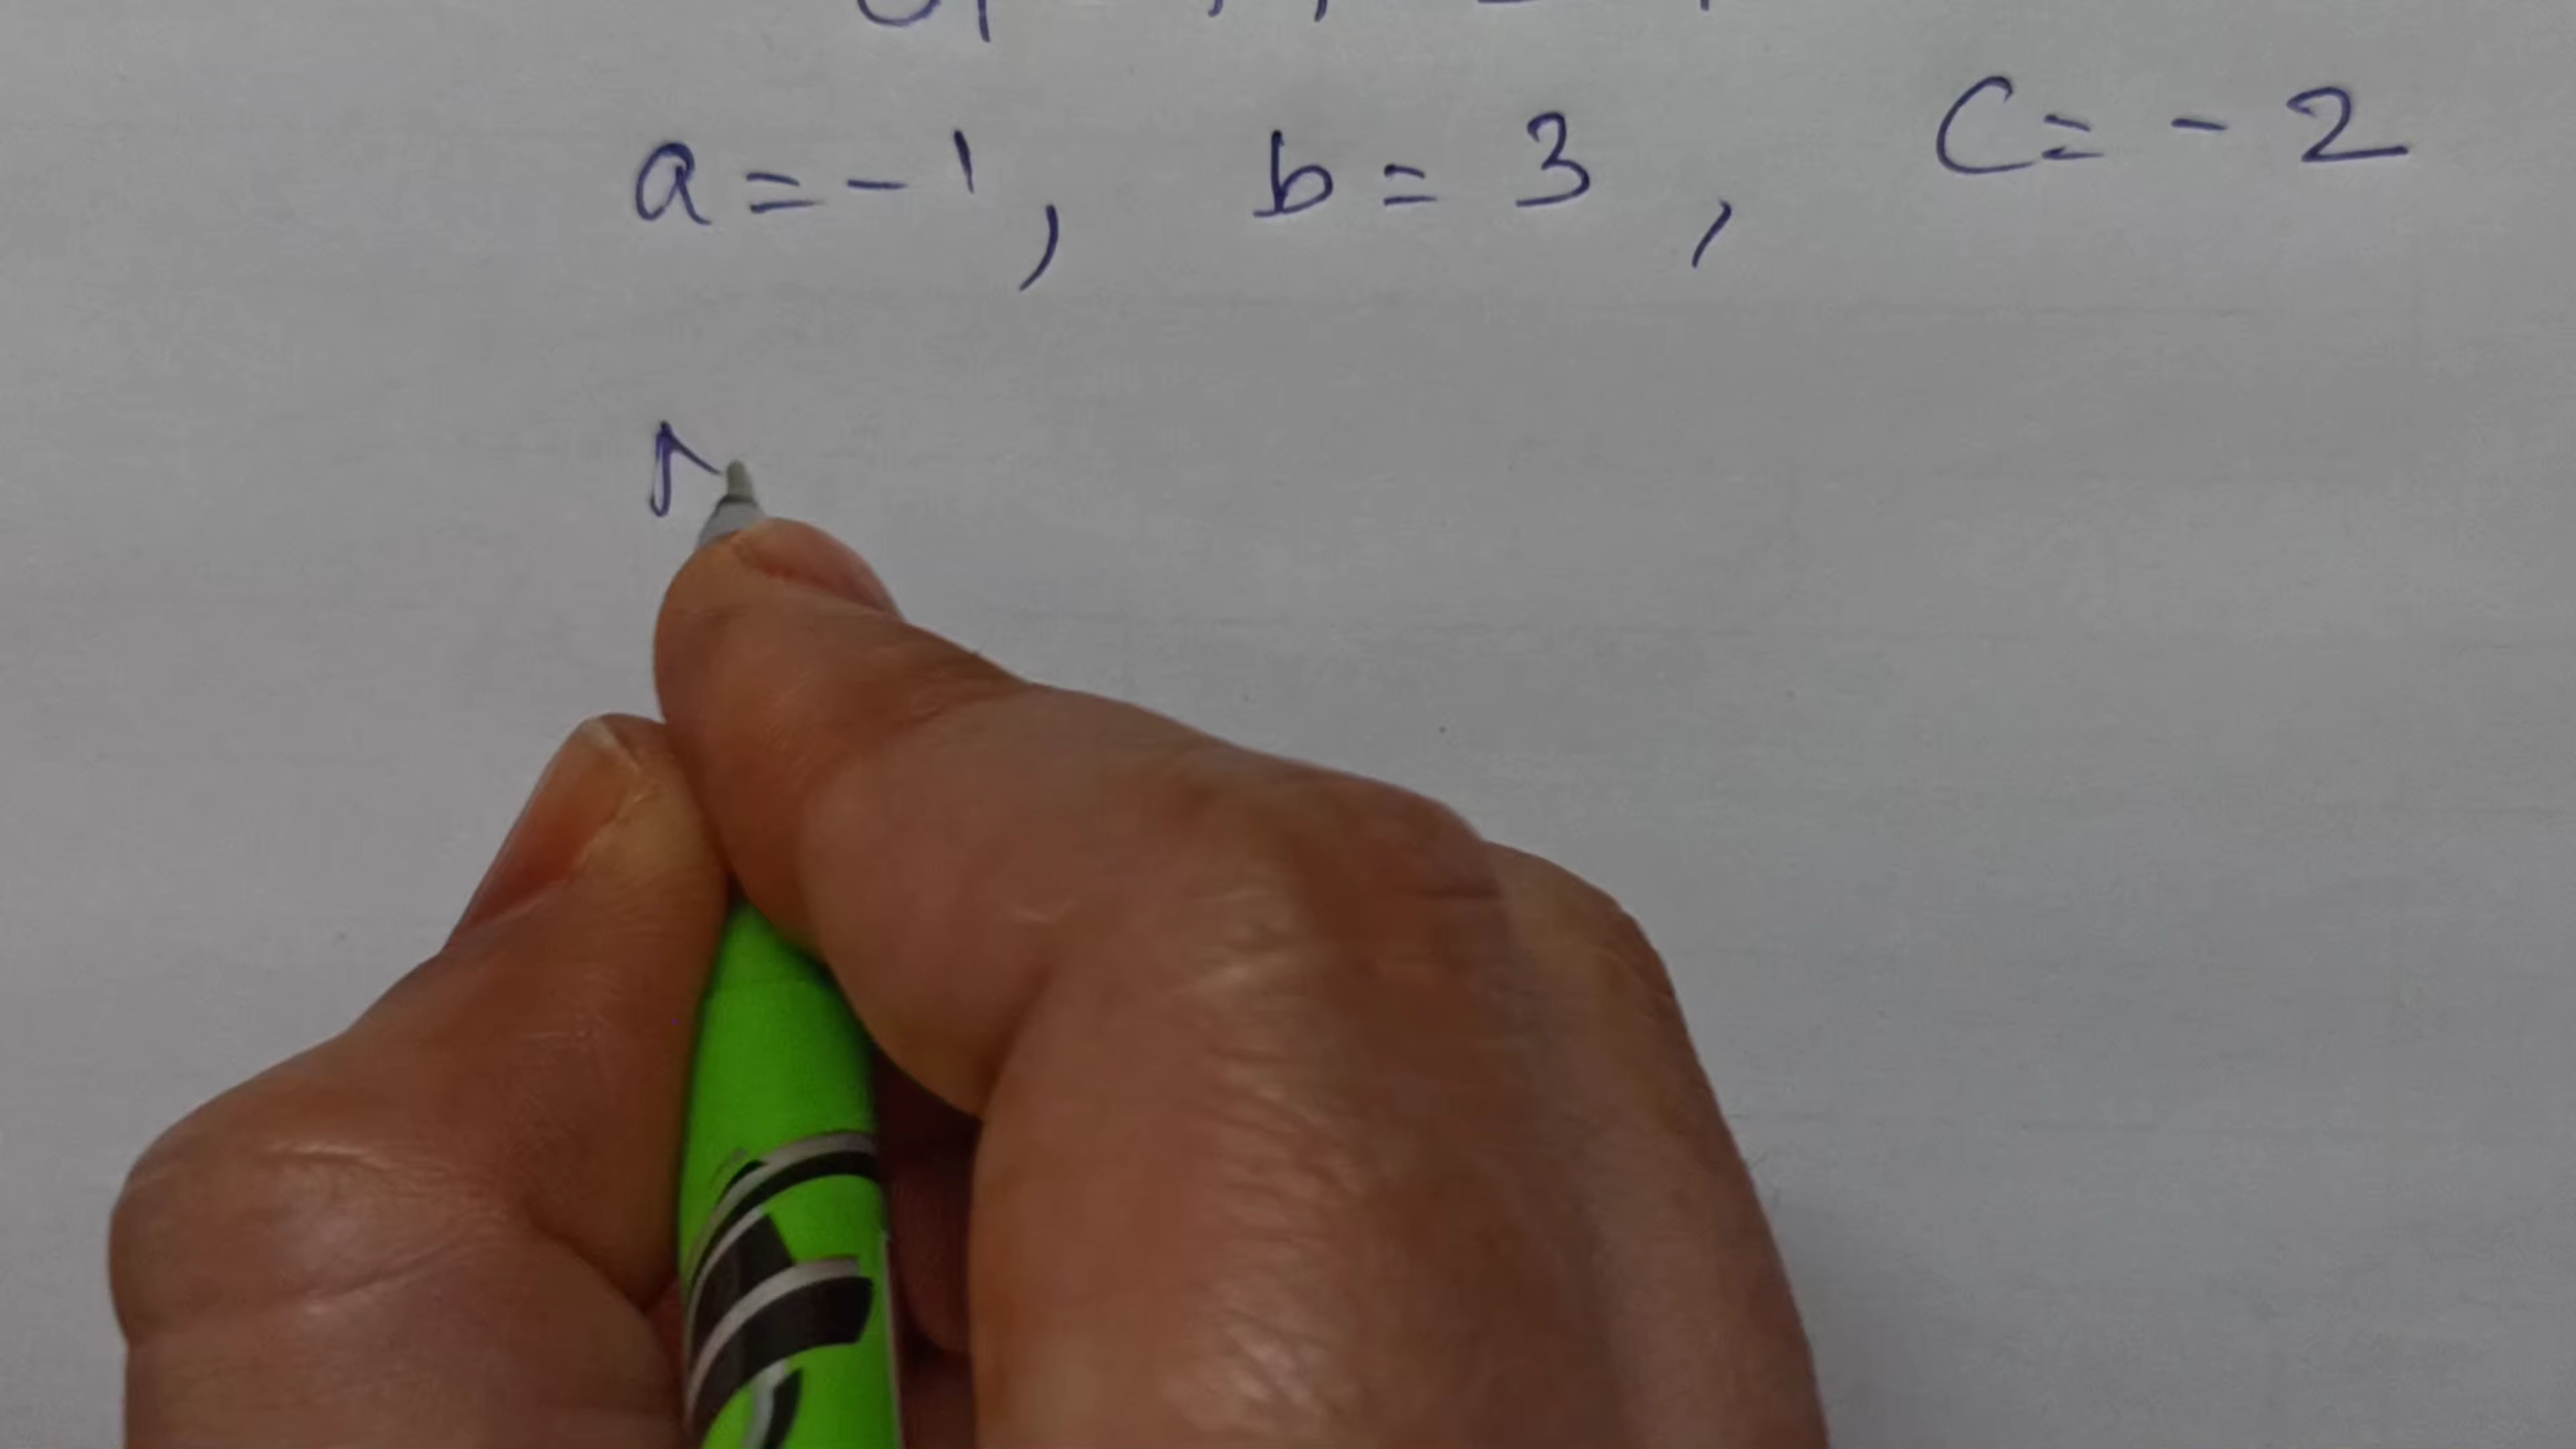 a = - 1, b = 3, C = - 2